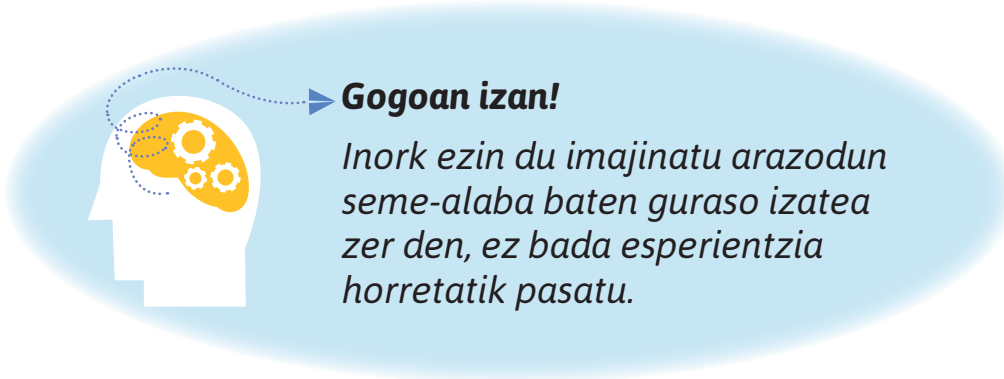 Gogoan izan!
Inork ezin du imajinatu arazodun
seme-alaba baten guraso izatea
zer den, ez bada esperientzia
horretatik pasatu.